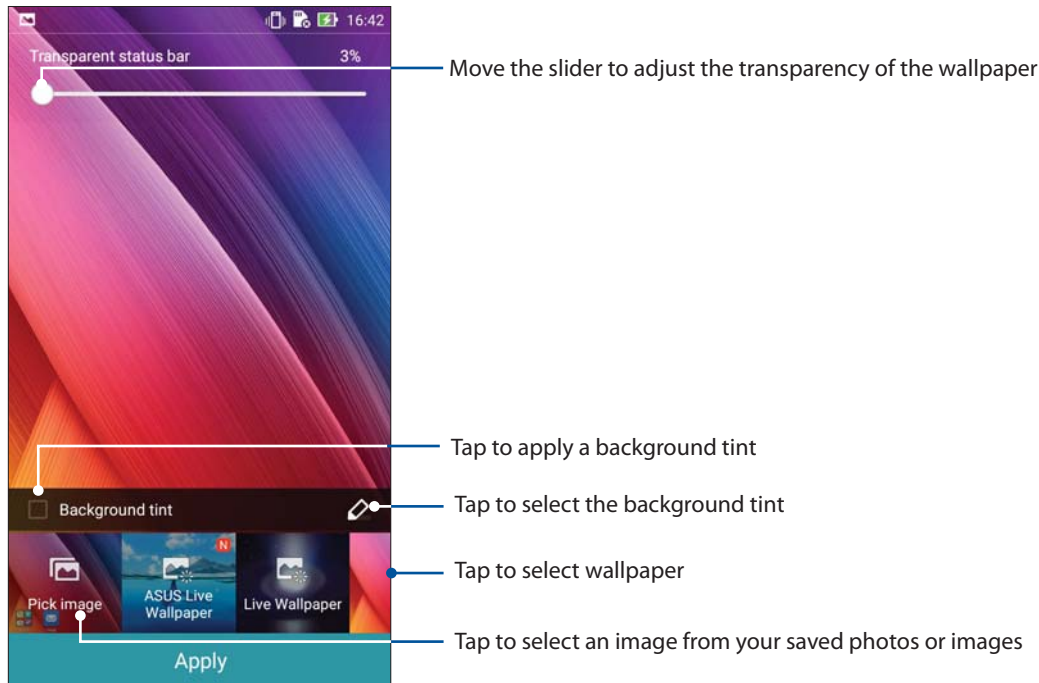 16:42
Transparent status bar 3%
Move the slider to adjust the transparency of the wallpaper
Tap to apply a background tint
Background tint
Tap to select the background tint
N
Pick image
ASUS Live
Wallpaper
Live Wallpaper
Tap to select wallpaper
Tap to select an image from your saved photos or images
Apply